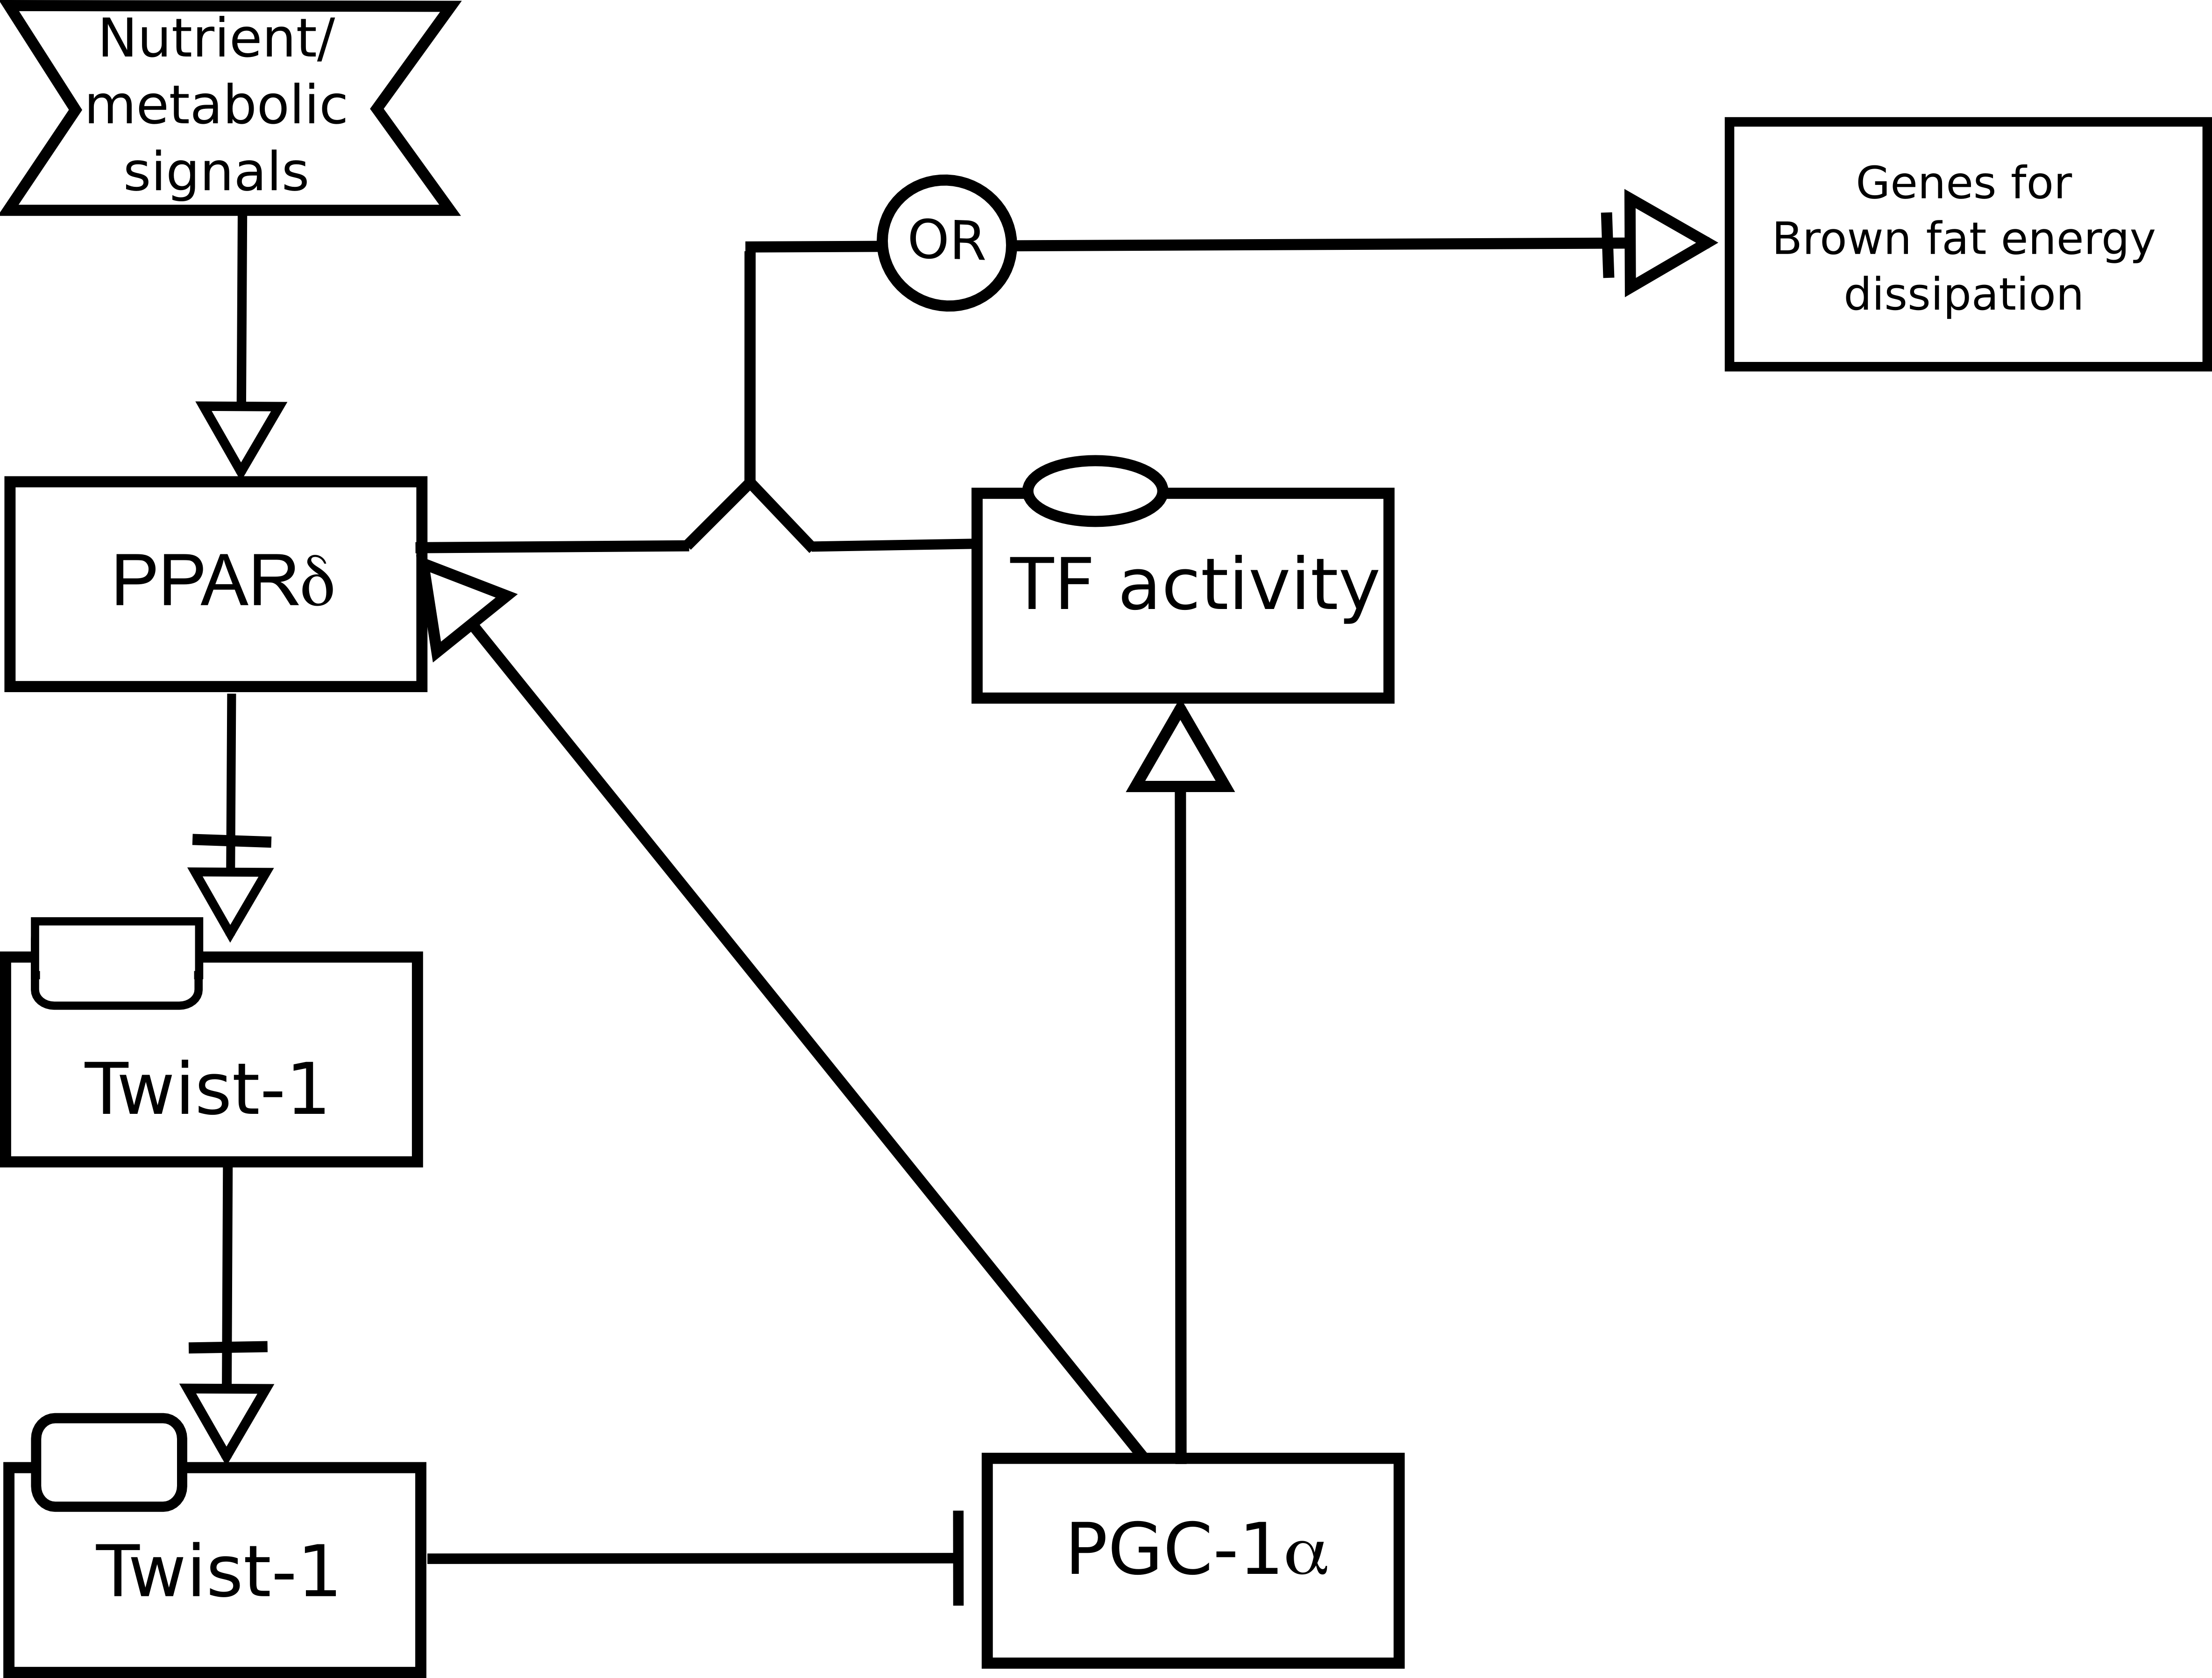 Nutrient/
metabolic
signals
OR
Genes for
Brown fat energy
dissipation
PPARδ
TF activity
Twist-1
Twist-1
PGC-1α